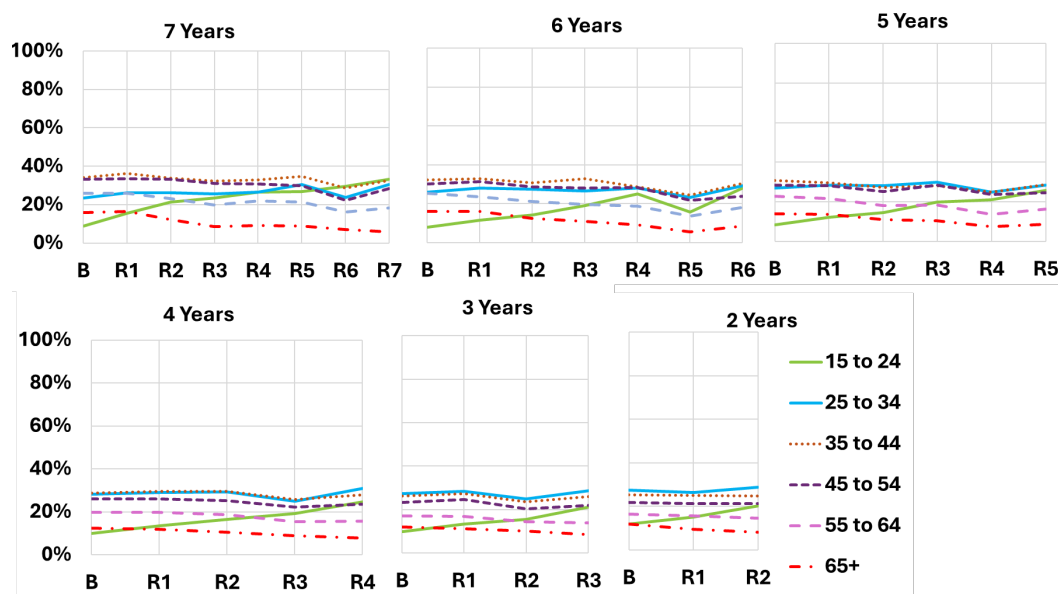 7 Years
6 Years
5 Years
100%
80%
60%
40%
20%
0%
B R1 R2 R3 R4 R5 R6 R7
B R1 R2 R3 R4 R5 R6
B R1 R2 R3 R4 R5
4 Years
3 Years
2 Years
100%
80%
60%
40%
20%
0%
B R1 R2 R3 R4
B R1 R2 R3
B R1 R2
15 to 24
25 to 34
35 to 44
45 to 54
55 to 64
65+